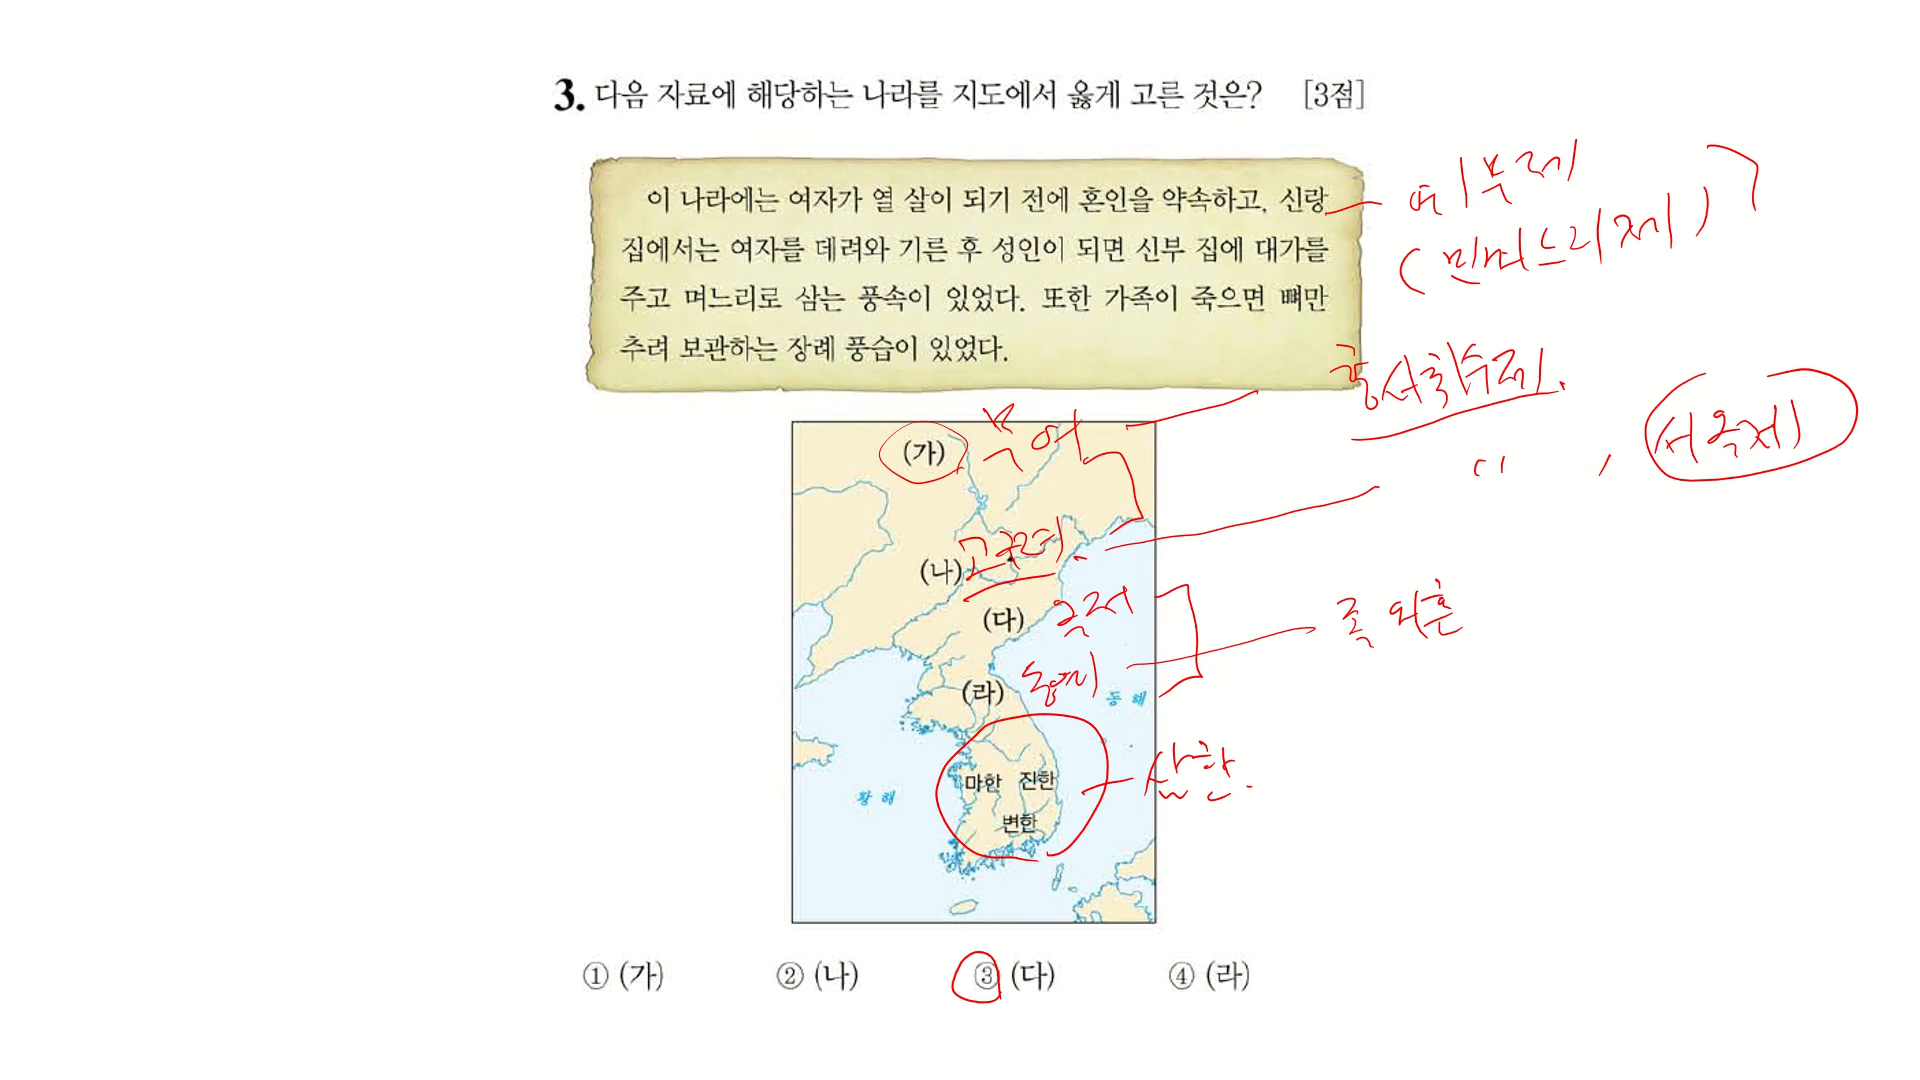 3. 다음 자료에 해당하는 나라를 지도에서 옳게 고른 것은? [3점]
이 나라에는 여자가 열 살이 되기 전에 혼인을 약속하고, 신랑
집에서는 여자를 데려와 기른 후 성인이 되면 신부 집에 대가를
주고 며느리로 삼는 풍속이 있었다. 또한 가족이 죽으면 뼈만
추려 보관하는 장례 풍습이 있었다.
(민며느리제)
형사취수제.
서옥제
(가) 부여
(나) 고구려
(다) 옥저
(라) 동예
족외혼
동해
마한 진한
변한
삼한.
황해
① (가) ② (나) ③ (다) ④ (라)